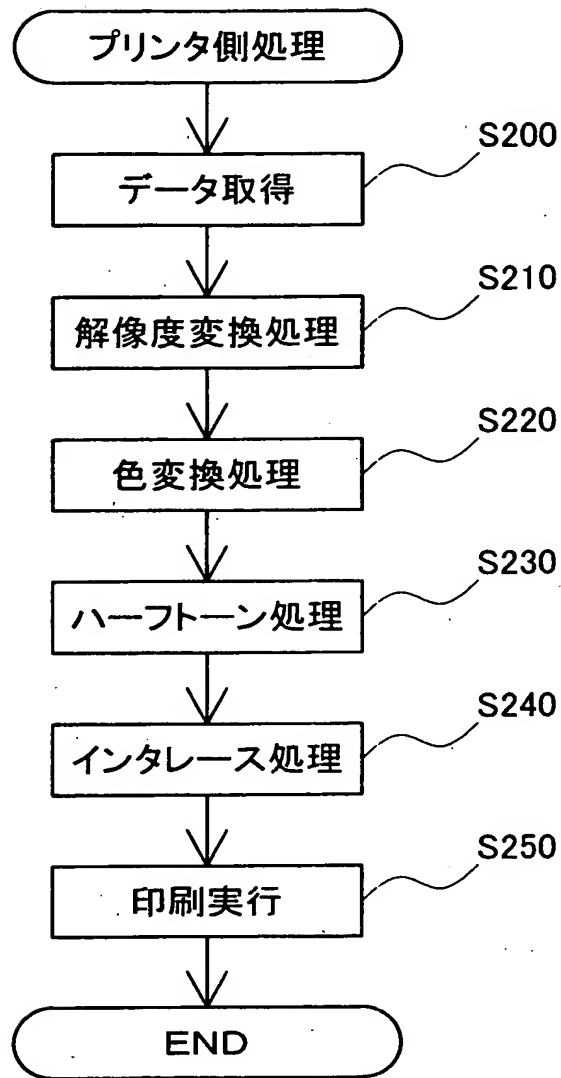 プリンタ側処理
S200
データ取得
S210
解像度変換処理
S220
色変換処理
S230
ハーフトーン処理
S240
インタレース処理
S250
印刷実行
END